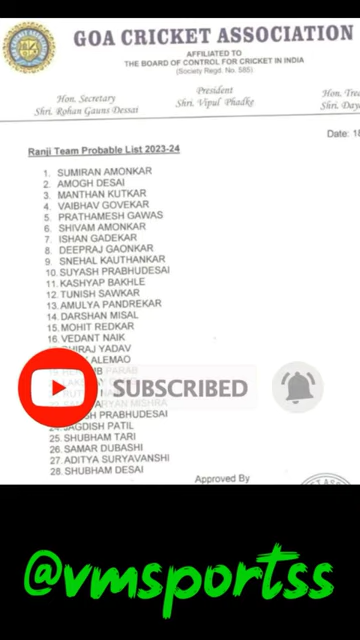 GOA CRICKET ASSOCIATION
AFFILIATED TO
THE BOARD OF CONTROL FOR CRICKET IN INDIA
(Society Regd. No. 585)
Hon. Secretary
Shri. Rohan Gauns Dessai
President
Shri. Vipul Phadke
Hon.
Shri.
Date: 18
Ranji Team Probable List 2023-24
1. SUMIRAN AMONKAR
2. AMOGH DESAI
3. MANTHAN KUTKAR
4. VAIBHAV GOVEKAR
5. PRATHAMESH GAWAS
6. SHIVAM AMONKAR
7. ISHAN GADEKAR
8. DEEPRAJ GAONKAR
9. SNEHAL KAUTHANKAR
10. SUYASH PRABHUDESAI
11. KASHYAP BAKHLE
12. TUNISH SAWKAR
13. AMULYA PANDREKAR
14. DARSHAN MISAL
15. MOHIT REDKAR
16. VEDANT NAIK
YADAV
ALEMAO
PARAB
SUBSCRIBED
MISHRA
PRABHUDESAI
24. JAGDISH PATIL
25. SHUBHAM TARI
26. SAMAR DUBASHI
27. ADITYA SURYAVANSHI
28. SHUBHAM DESAI
Approved By
@vmsportss